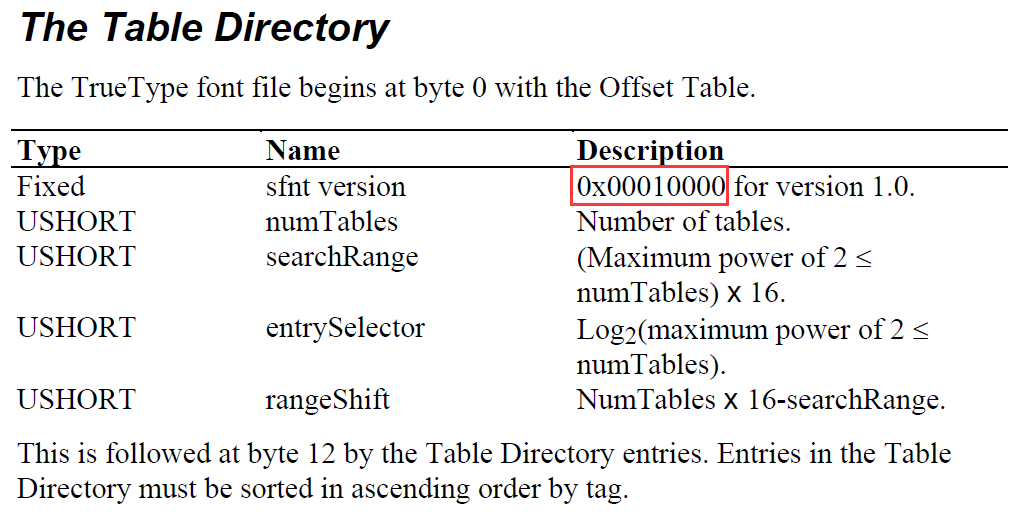 The Table Directory
The TrueType font file begins at byte 0 with the Offset Table.
Type Name Description
Fixed sfnt version 0x00010000 for version 1.0.
USHORT numTables Number of tables.
USHORT searchRange (Maximum power of 2 ≤
numTables) x 16.
USHORT entrySelector Log2(maximum power of 2 ≤
numTables).
USHORT rangeShift NumTables x 16-searchRange.
This is followed at byte 12 by the Table Directory entries. Entries in the Table
Directory must be sorted in ascending order by tag.